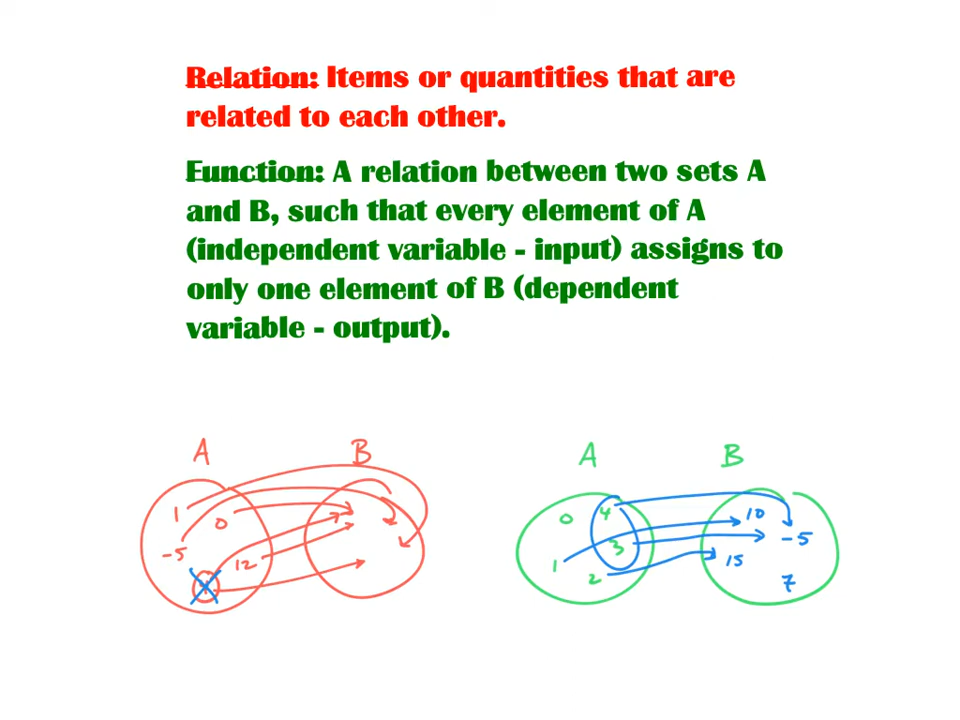 Relation: Items or quantities that are
related to each other.
Function: A relation between two sets A
and B, such that every element of A
(independent variable - input) assigns to
only one element of B (dependent
variable - output).
A B A B
1 0 0 4 10 -5
-5 12 1 3 15
2 7